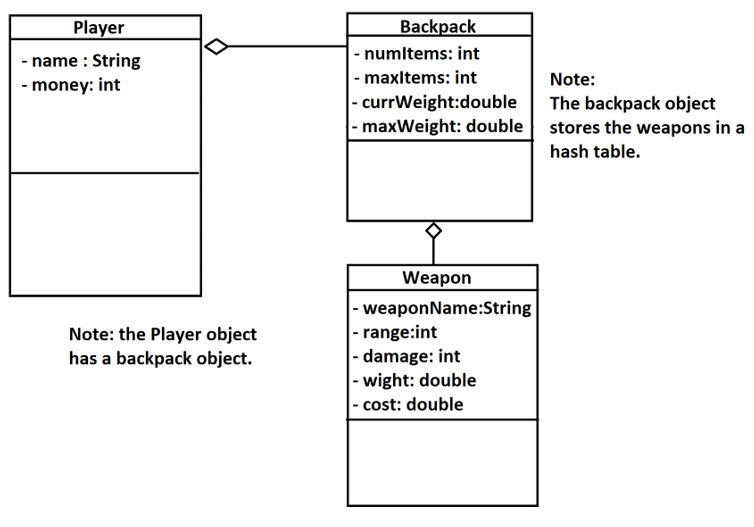 Player
- name : String
- money: int
Backpack
- numItems: int
- maxItems: int
- currWeight:double
- maxWeight: double
Note:
The backpack object
stores the weapons in a
hash table.
Weapon
- weaponName:String
- range:int
- damage: int
- wight: double
- cost: double
Note: the Player object
has a backpack object.